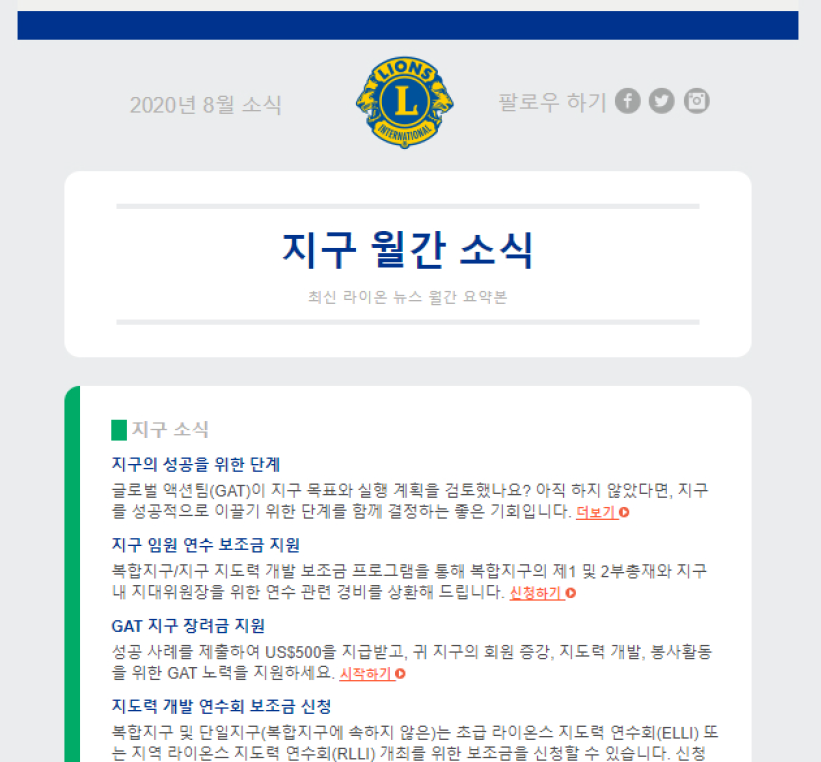 2020년 8월 소식
LIONS
L
INTERNATIONAL
팔로우 하기
지구 월간 소식
최신 라이온 뉴스 월간 요약본
지구 소식
지구의 성공을 위한 단계
글로벌 액션팀(GAT)이 지구 목표와 실행 계획을 검토했나요? 아직 하지 않았다면, 지구
를 성공적으로 이끌기 위한 단계를 함께 결정하는 좋은 기회입니다. 더보기
지구 임원 연수 보조금 지원
복합지구/지구 지도력 개발 보조금 프로그램을 통해 복합지구의 제1 및 2부총재와 지구
내 지대위원장을 위한 연수 관련 경비를 상환해 드립니다. 신청하기
GAT 지구 장려금 지원
성공 사례를 제출하여 US$500을 지급받고, 귀 지구의 회원 증강, 지도력 개발, 봉사활동
을 위한 GAT 노력을 지원하세요. 시작하기
지도력 개발 연수회 보조금 신청
복합지구 및 단일지구(복합지구에 속하지 않은)는 초급 라이온스 지도력 연수회(ELLI) 또
는 지역 라이온스 지도력 연수회(RLLI) 개최를 위한 보조금을 신청할 수 있습니다. 신청